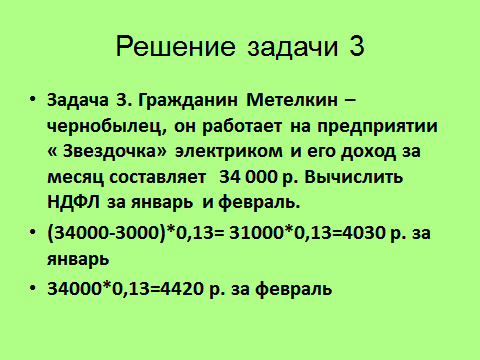 Решение задачи 3
• Задача 3. Гражданин Метелкин –
чернобылец, он работает на предприятии
« Звездочка» электриком и его доход за
месяц составляет 34 000 р. Вычислить
НДФЛ за январь и февраль.
• (34000-3000)*0,13= 31000*0,13=4030 р. за
январь
• 34000*0,13=4420 р. за февраль